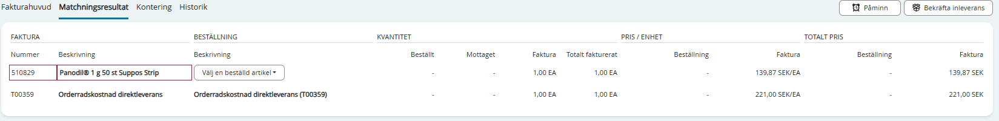 Fakturahuvud Matchningsresultat Kontering Historik Påminn Bekräfta inleverans
FAKTURA BESTÄLLNING KVANTITET PRIS / ENHET TOTALT PRIS
Nummer Beskrivning Beskrivning Beställt Mottaget Faktura Totalt fakturerat Beställning Faktura Beställning Faktura
510829 Panodil® 1 g 50 st Suppos Strip Välj en beställd artikel - - 1,00 EA 1,00 EA - 139,87 SEK/EA - 139,87 SEK
T00359 Orderradskostnad direktleverans Orderradskostnad direktleverans (T00359) - - 1,00 EA 1,00 EA - 221,00 SEK/EA - 221,00 SEK